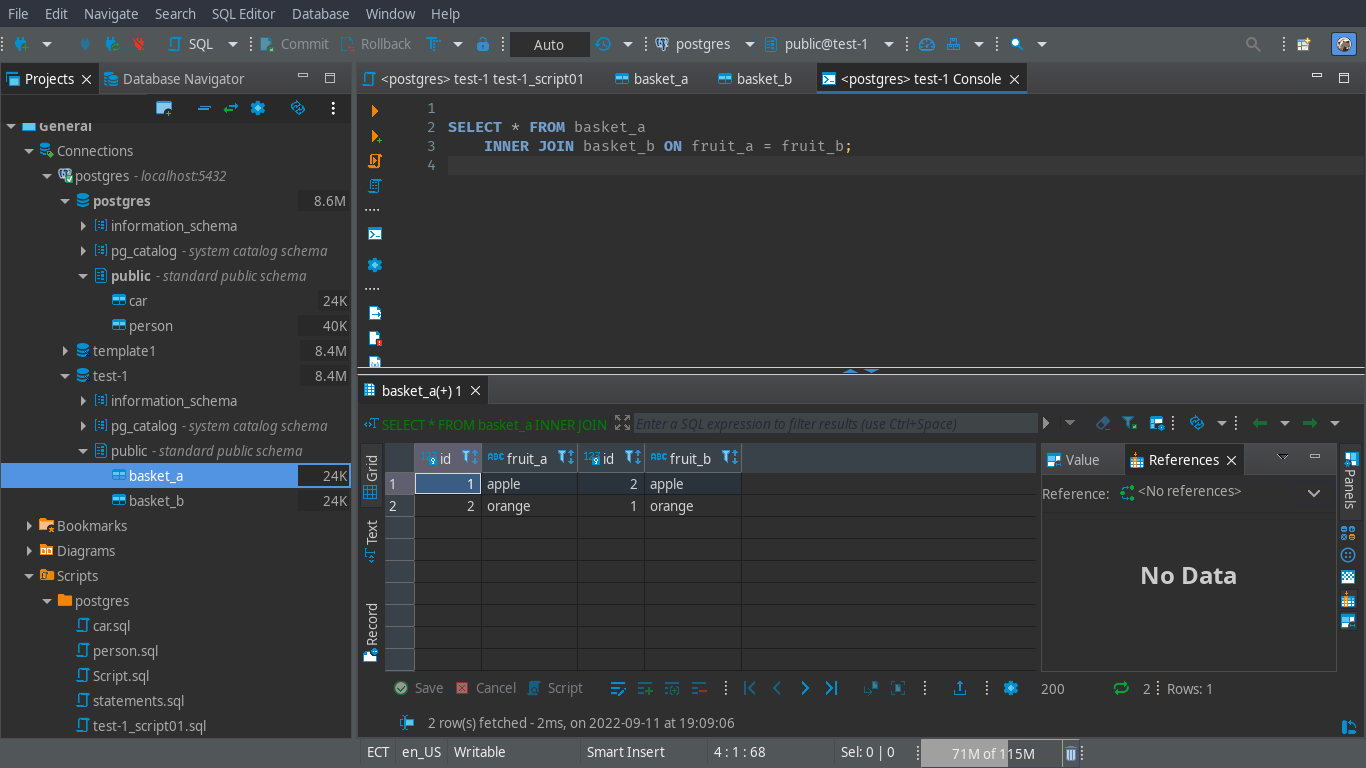 File Edit Navigate Search SQL Editor Database Window Help
SQL Commit Rollback Auto postgres public@test-1
Projects Database Navigator
General
Connections
postgres - localhost:5432
postgres 8.6M
information_schema
pg_catalog - system catalog schema
public - standard public schema
car 24K
person 40K
template1 8.4M
test-1 8.4M
information_schema
pg_catalog - system catalog schema
public - standard public schema
basket_a 24K
basket_b 24K
Bookmarks
Diagrams
Scripts
postgres
car.sql
person.sql
Script.sql
statements.sql
test-1_script01.sql
<postgres> test-1 test-1_script01 basket_a basket_b <postgres> test-1 Console
1
2 SELECT * FROM basket_a
3 INNER JOIN basket_b ON fruit_a = fruit_b;
4
basket_a(+) 1
SELECT * FROM basket_a INNER JOIN Enter a SQL expression to filter results (use Ctrl+Space)
Grid
Text
Record
123 id ABC fruit_a 123 id ABC fruit_b
1 1 apple 2 apple
2 2 orange 1 orange
Value References
Reference: <No references>
No Data
Panels
Save Cancel Script 200 2 Rows: 1
2 row(s) fetched - 2ms, on 2022-09-11 at 19:09:06
ECT en_US Writable Smart Insert 4 : 1 : 68 Sel: 0 | 0 71M of 115M